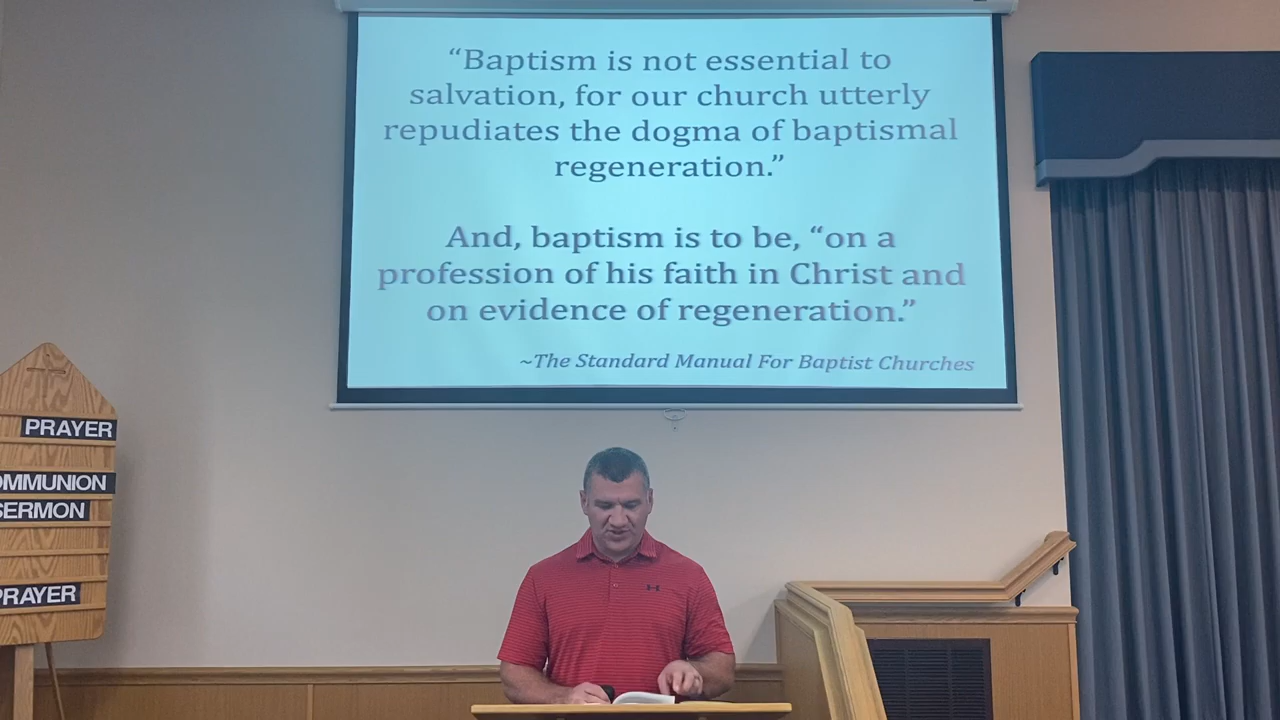 “Baptism is not essential to
salvation, for our church utterly
repudiates the dogma of baptismal
regeneration.”
And, baptism is to be, “on a
profession of his faith in Christ and
on evidence of regeneration.”
~The Standard Manual For Baptist Churches
PRAYER
OMMUNION
SERMON
PRAYER